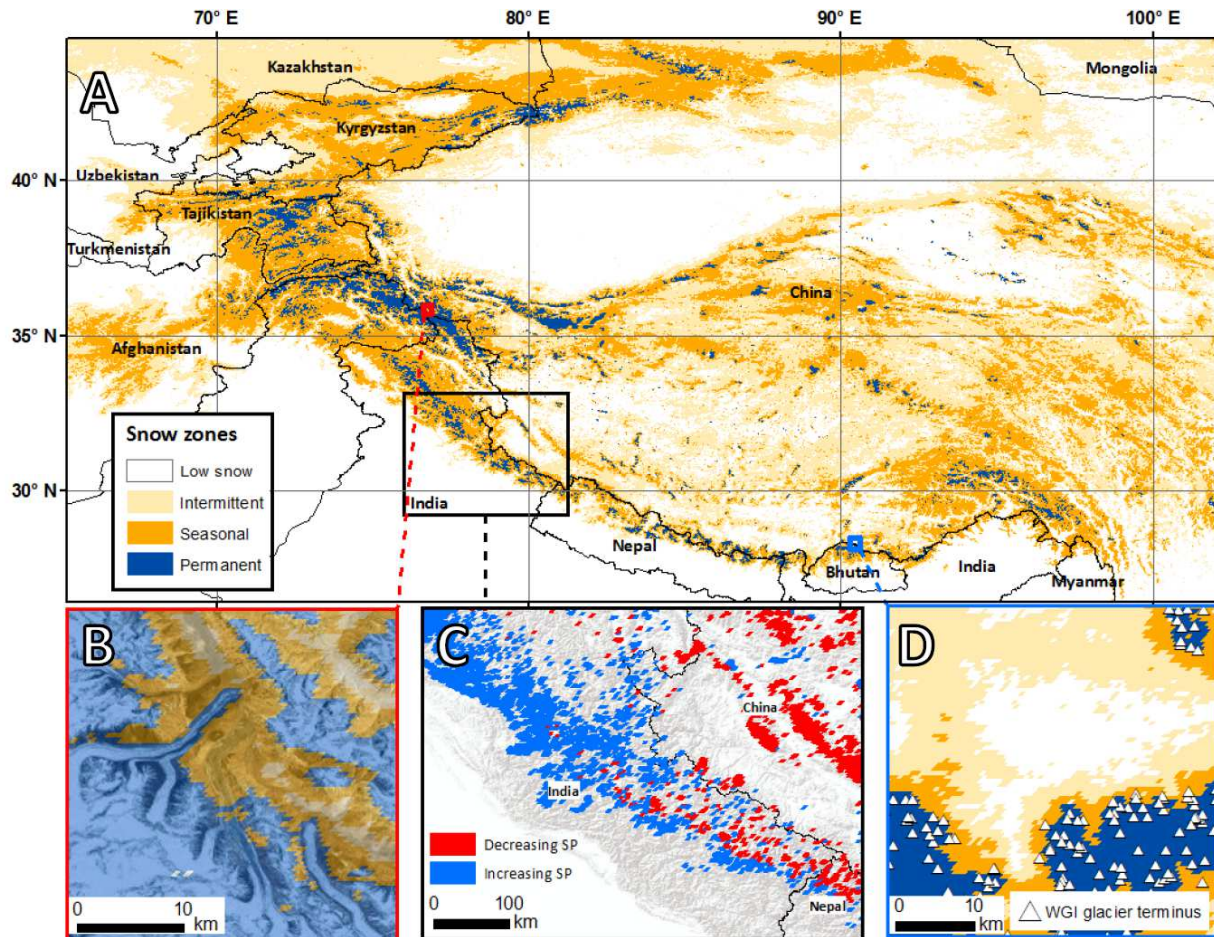 70° E 80° E 90° E 100° E
A
Kazakhstan
Mongolia
Kyrgyzstan
Uzbekistan
40° N
Tajikistan
Turkmenistan
China
35° N
Afghanistan
Snow zones
Low snow
Intermittent
Seasonal
Permanent
30° N
India
Nepal
Bhutan
India
Myanmar
B
0 10
km
C
China
India
Decreasing SP
Increasing SP
0 100
km
Nepal
D
0 10
km
WGI glacier terminus